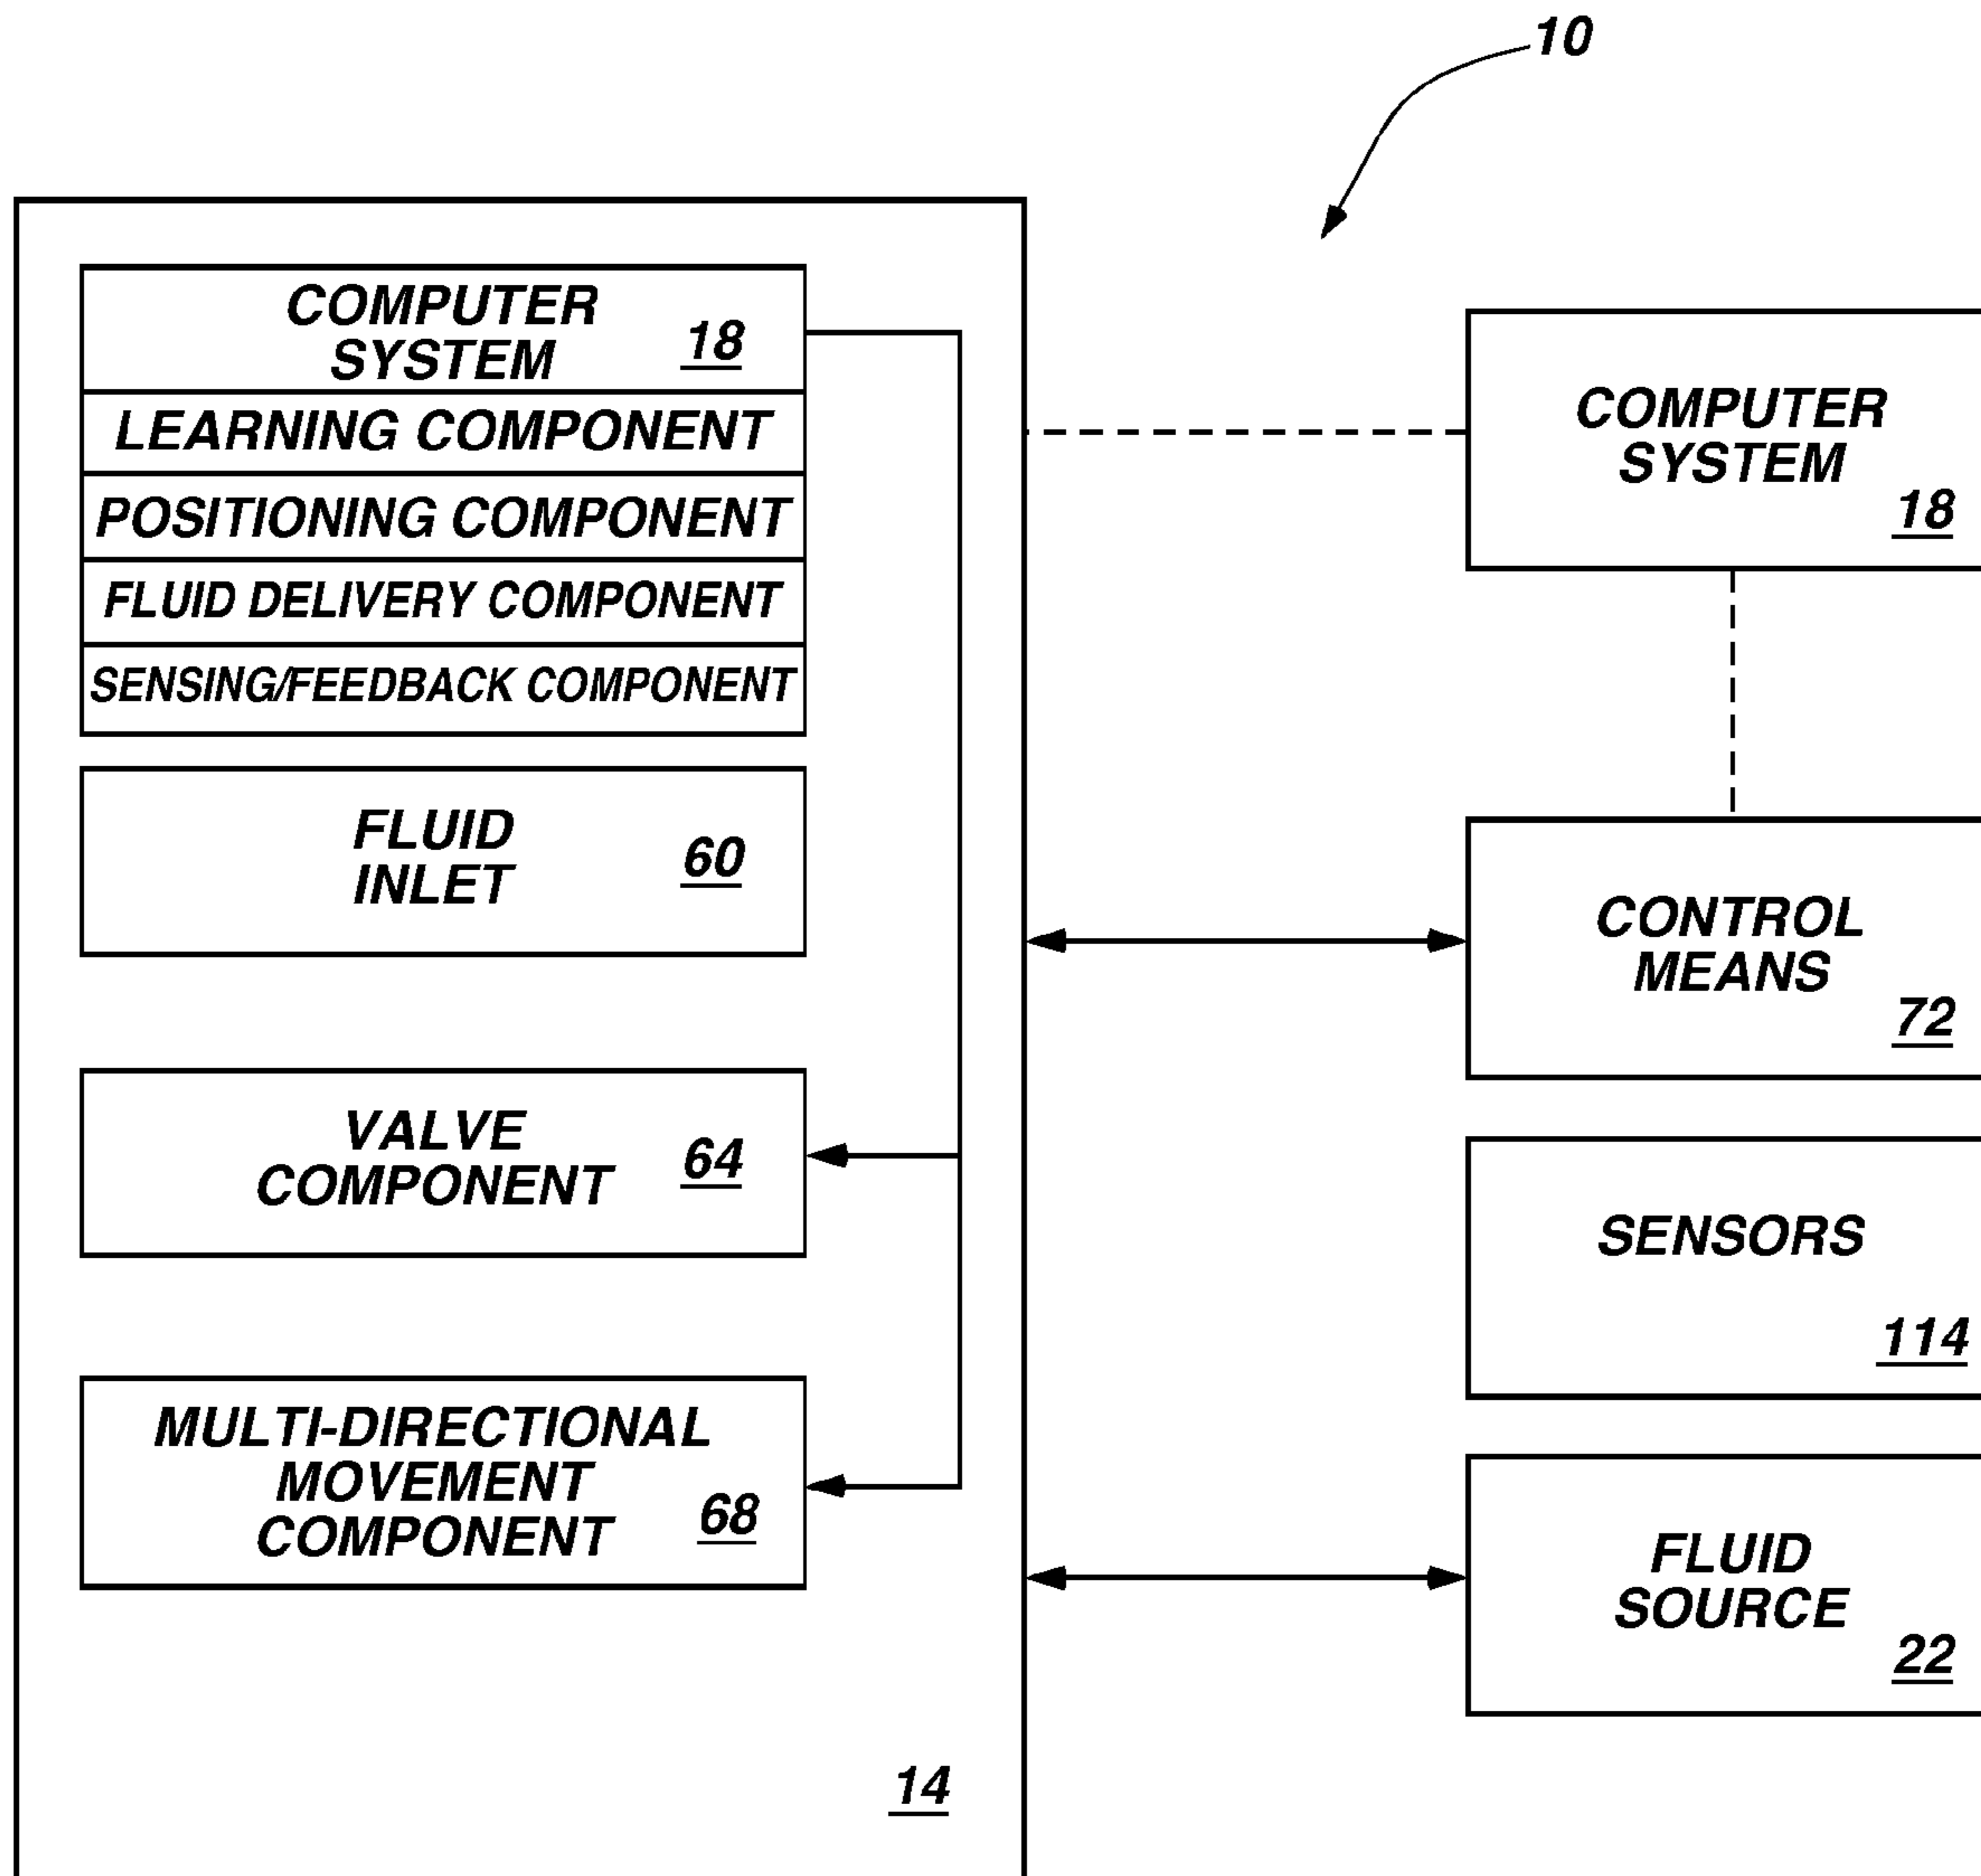 10
COMPUTER
SYSTEM
18
LEARNING COMPONENT
POSITIONING COMPONENT
FLUID DELIVERY COMPONENT
SENSING/FEEDBACK COMPONENT
FLUID
INLET
60
VALVE
COMPONENT
64
MULTI-DIRECTIONAL
MOVEMENT
COMPONENT
68
14
COMPUTER
SYSTEM
18
CONTROL
MEANS
72
SENSORS
114
FLUID
SOURCE
22